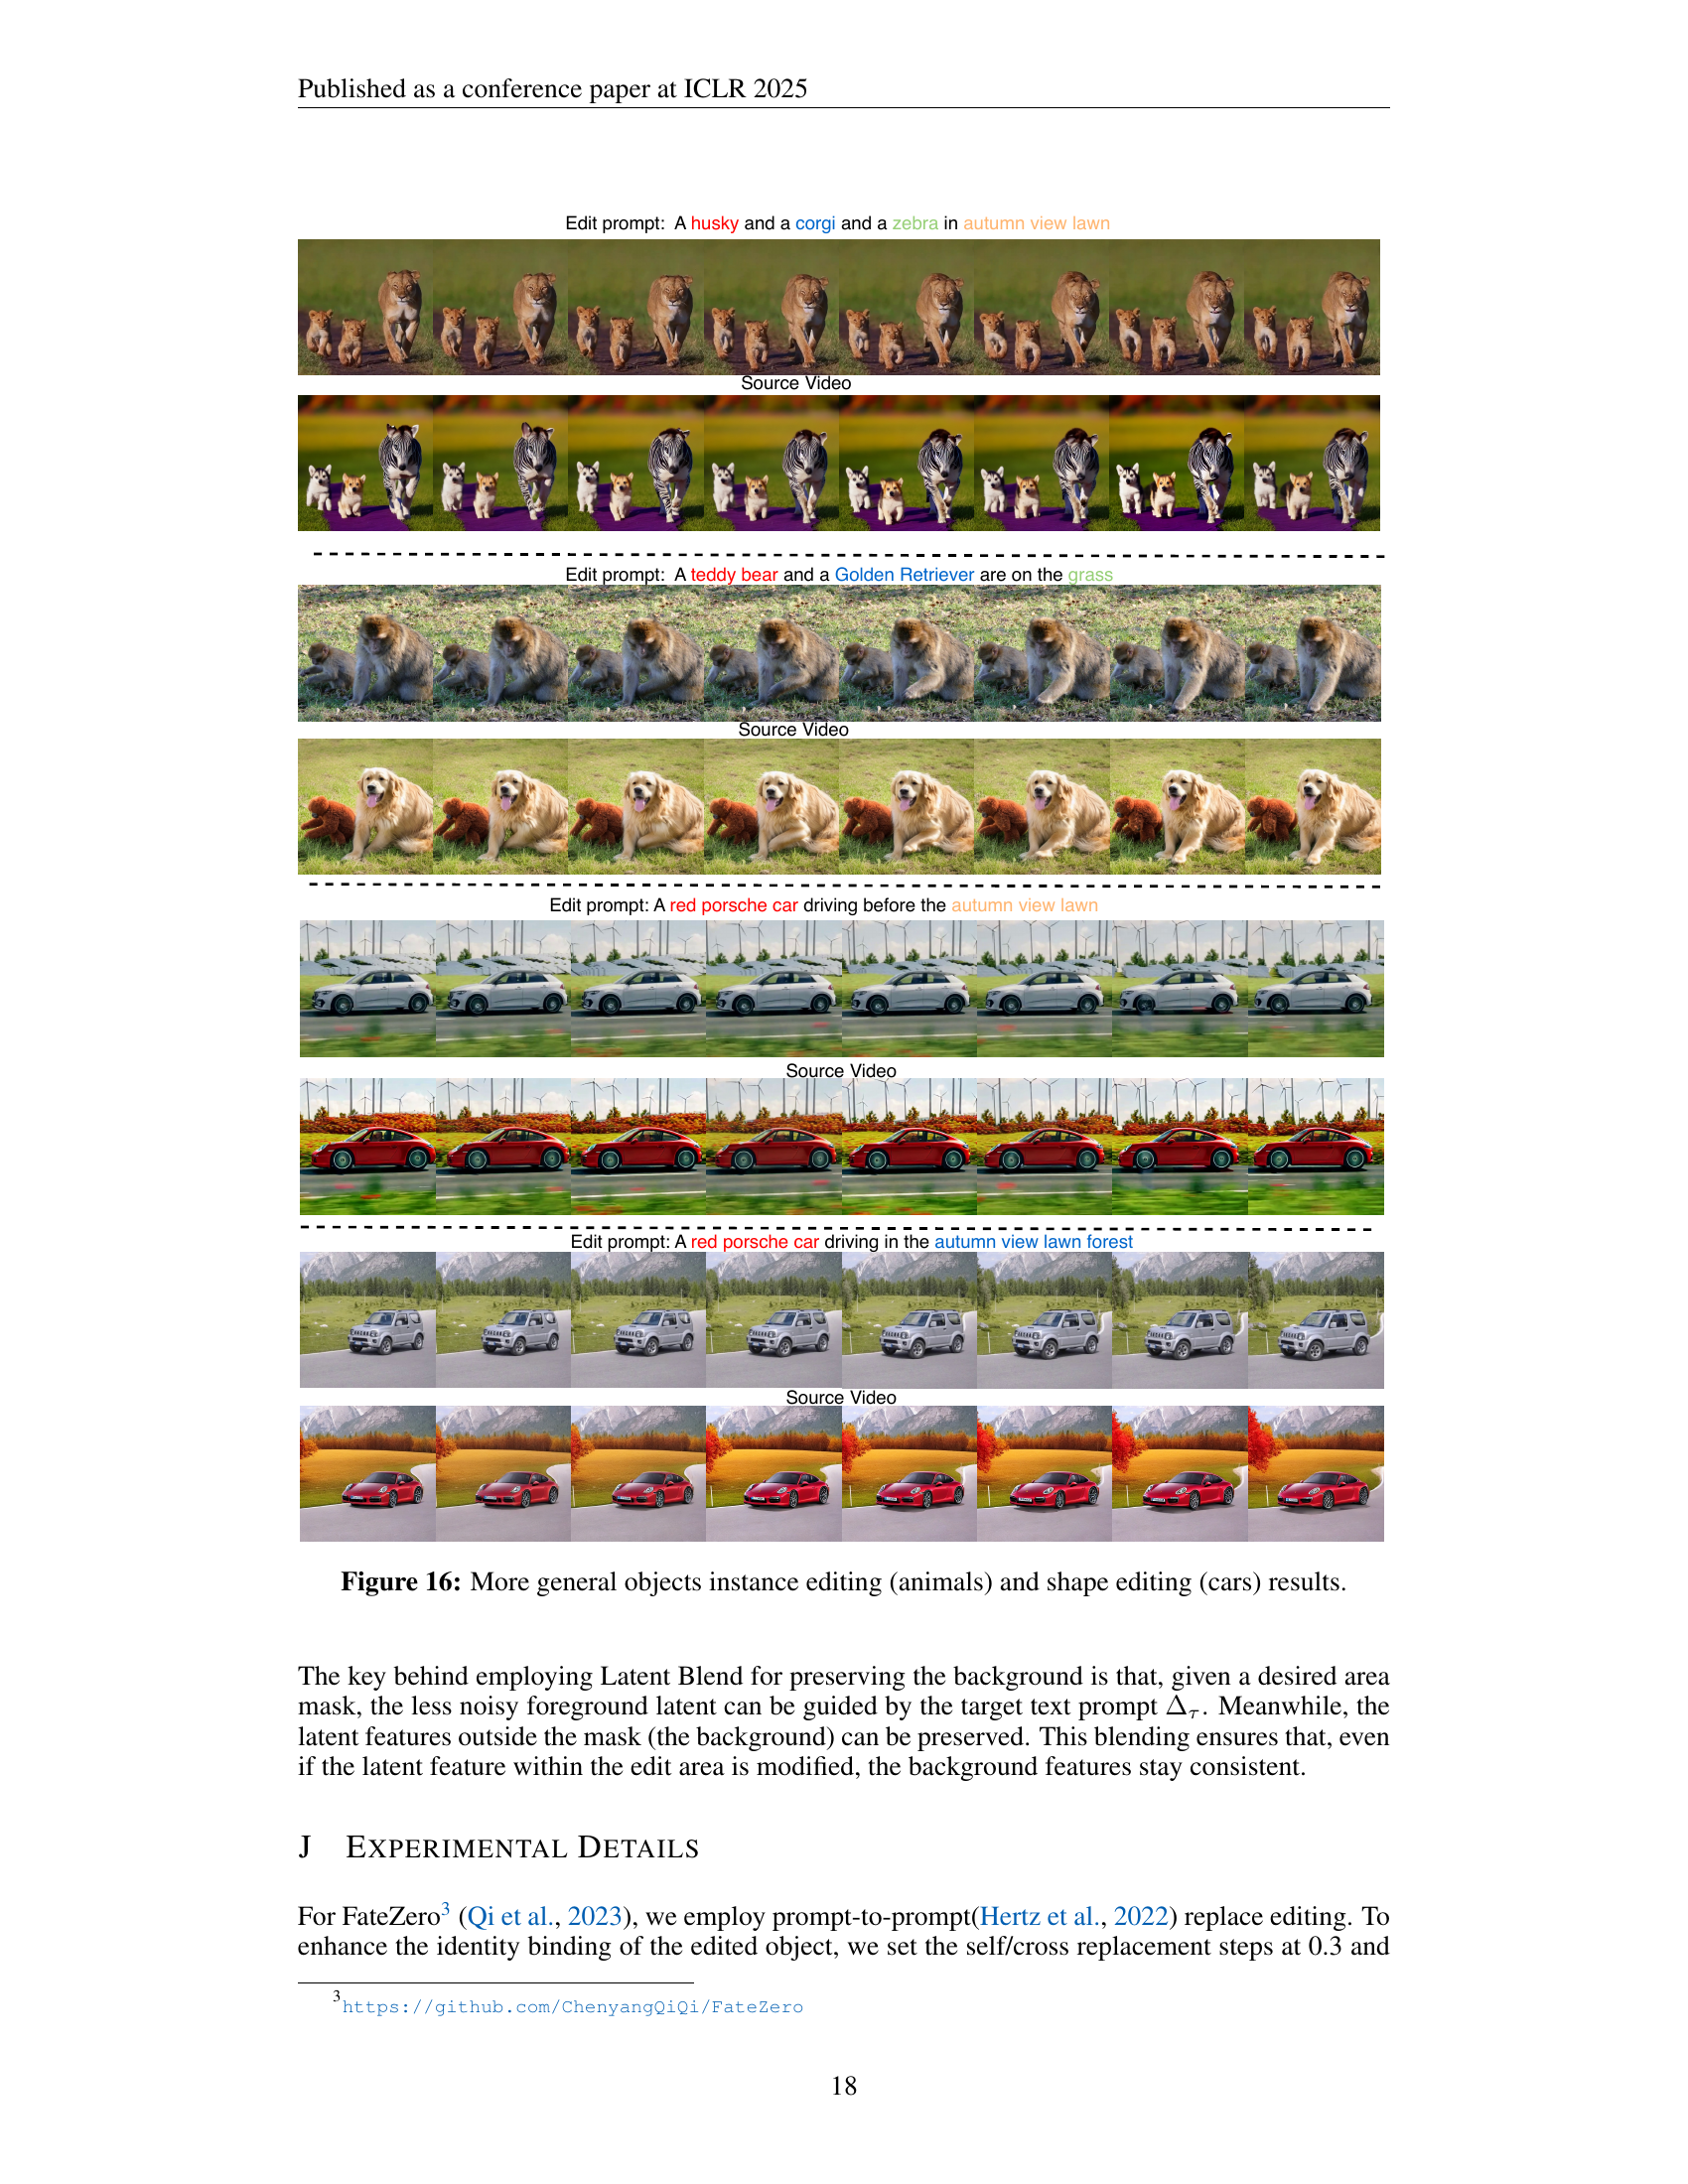 Published as a conference paper at ICLR 2025
Edit prompt: A husky and a corgi and a zebra in autumn view lawn
Source Video
Edit prompt: A teddy bear and a Golden Retriever are on the grass
Source Video
Edit prompt: A red porsche car driving before the autumn view lawn
Source Video
Edit prompt: A red porsche car driving in the autumn view lawn forest
Source Video
Figure 16: More general objects instance editing (animals) and shape editing (cars) results.
The key behind employing Latent Blend for preserving the background is that, given a desired area
mask, the less noisy foreground latent can be guided by the target text prompt Δτ. Meanwhile, the
latent features outside the mask (the background) can be preserved. This blending ensures that, even
if the latent feature within the edit area is modified, the background features stay consistent.
J EXPERIMENTAL DETAILS
For FateZero3 (Qi et al., 2023), we employ prompt-to-prompt(Hertz et al., 2022) replace editing. To
enhance the identity binding of the edited object, we set the self/cross replacement steps at 0.3 and
3https://github.com/ChenyangQiQi/FateZero
18